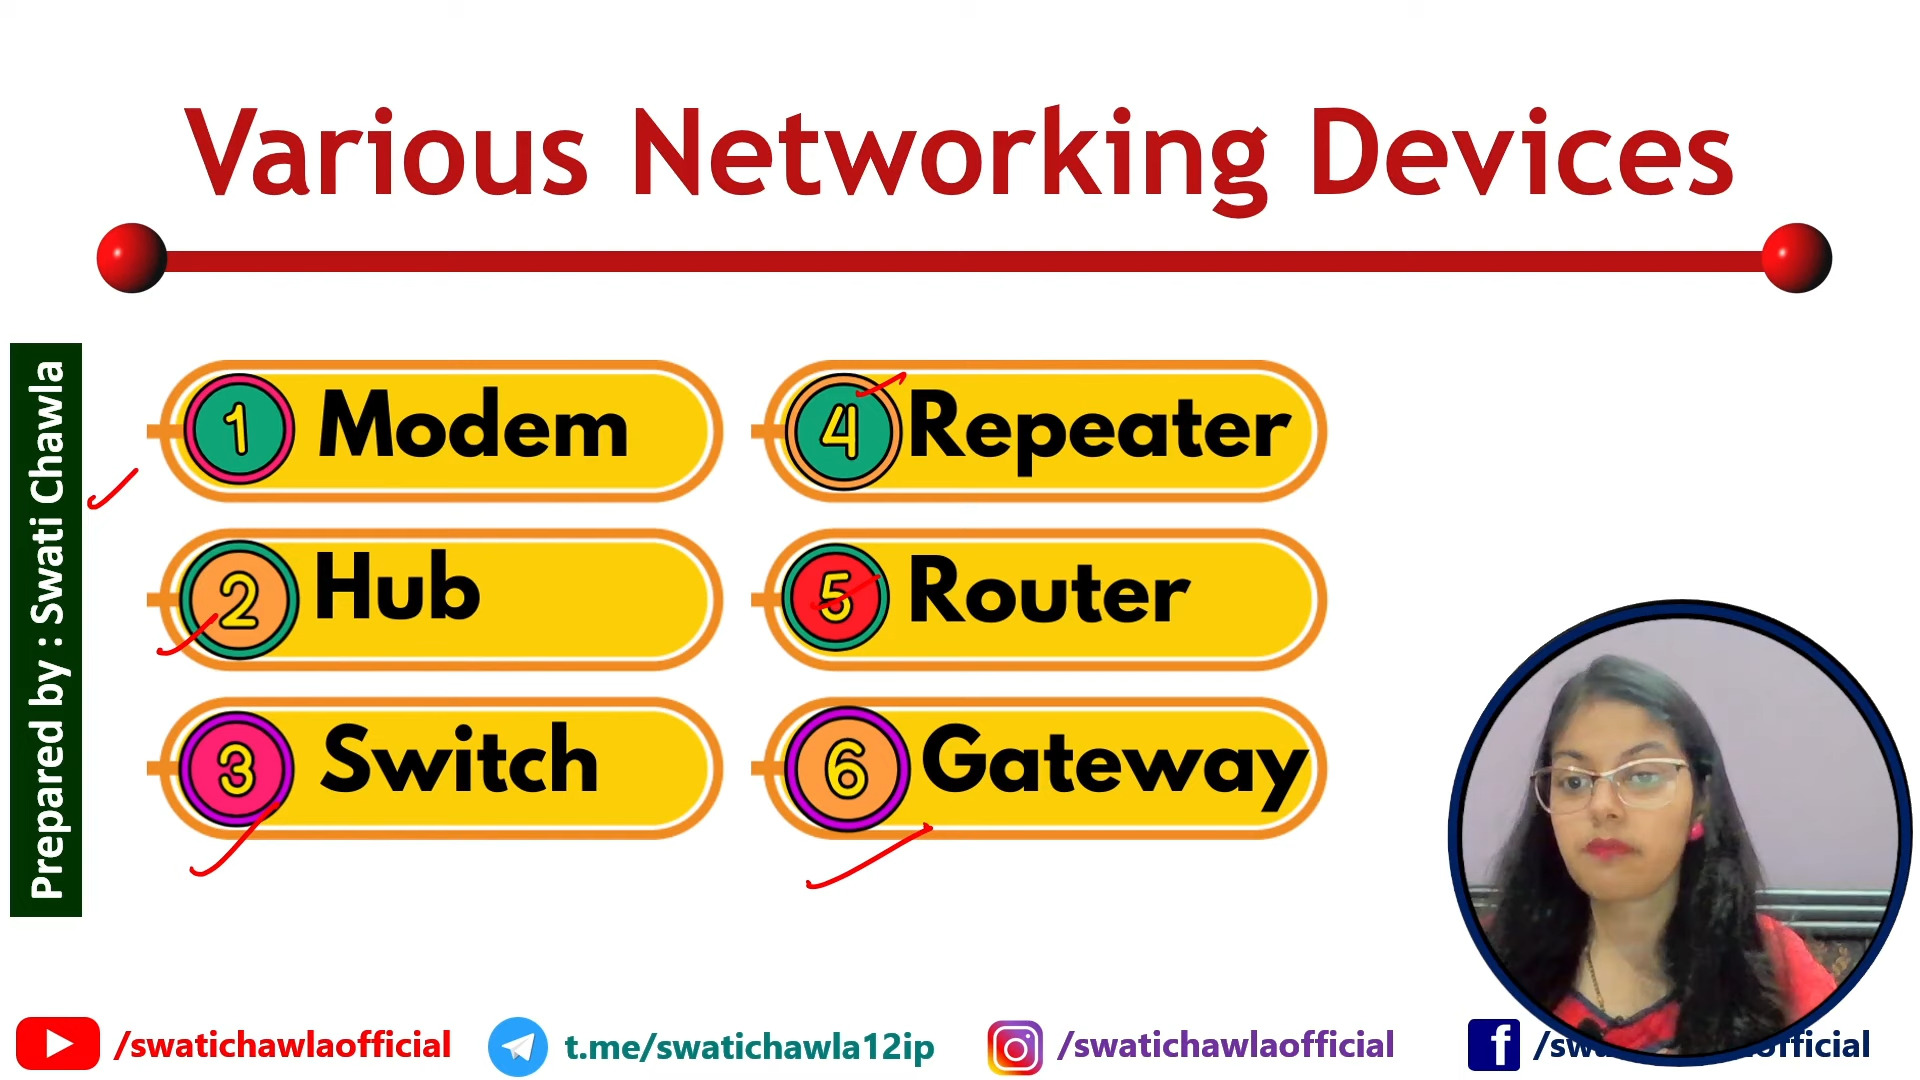 Various Networking Devices
Prepared by : Swati Chawla
1 Modem
2 Hub
3 Switch
4 Repeater
5 Router
6 Gateway
/swatichawlaofficial
t.me/swatichawla12ip
/swatichawlaofficial